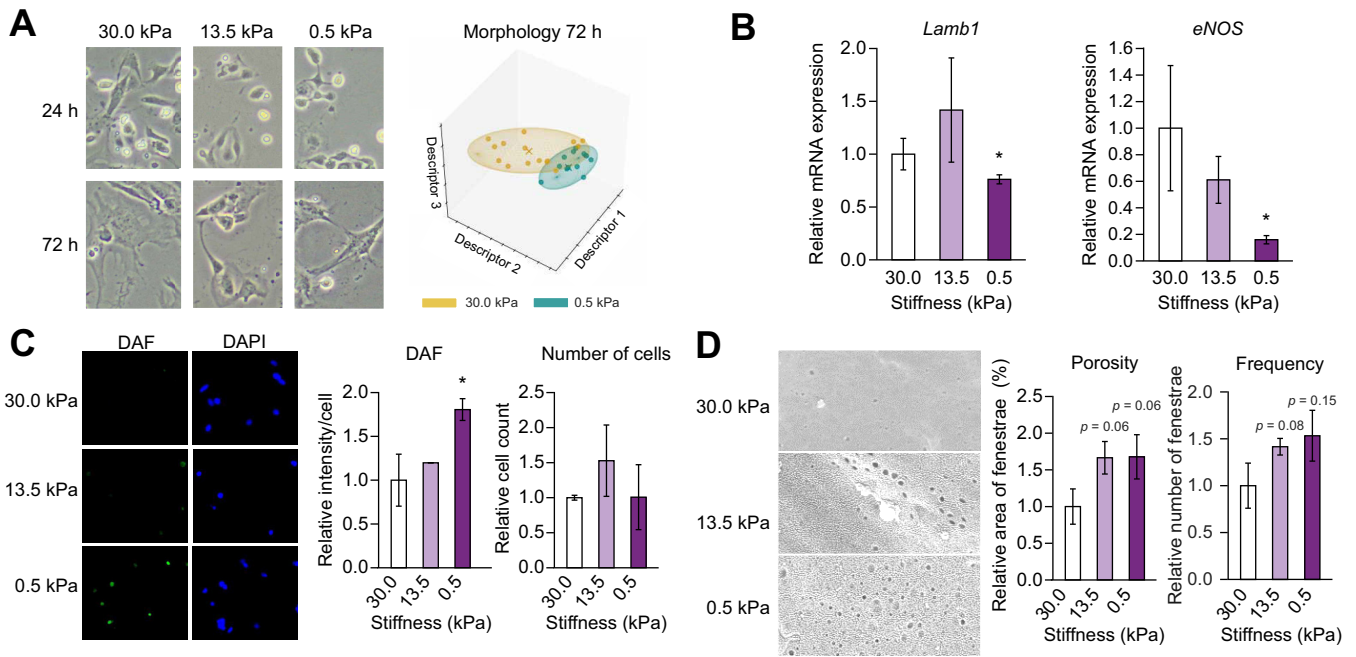 A
30.0 kPa 13.5 kPa 0.5 kPa
24 h
72 h
Morphology 72 h
Descriptor 3
Descriptor 2
Descriptor 1
30.0 kPa 0.5 kPa
B
Lamb1
Relative mRNA expression
2.0
1.5
1.0
0.5
0.0
*
30.0 13.5 0.5
Stiffness (kPa)
eNOS
Relative mRNA expression
1.6
1.4
1.2
1.0
0.8
0.6
0.4
0.2
0.0
*
30.0 13.5 0.5
Stiffness (kPa)
C
DAF DAPI
30.0 kPa
13.5 kPa
0.5 kPa
DAF
Relative intensity/cell
2.0
1.5
1.0
0.5
0.0
*
30.0 13.5 0.5
Stiffness (kPa)
Number of cells
Relative cell count
2.5
2.0
1.5
1.0
0.5
0.0
30.0 13.5 0.5
Stiffness (kPa)
D
30.0 kPa
13.5 kPa
0.5 kPa
Porosity
Relative area of fenestrae (%)
2.5
2.0
1.5
1.0
0.5
0.0
p = 0.06
p = 0.06
30.0 13.5 0.5
Stiffness (kPa)
Frequency
Relative number of fenestrae
2.0
1.5
1.0
0.5
0.0
p = 0.15
p = 0.08
30.0 13.5 0.5
Stiffness (kPa)